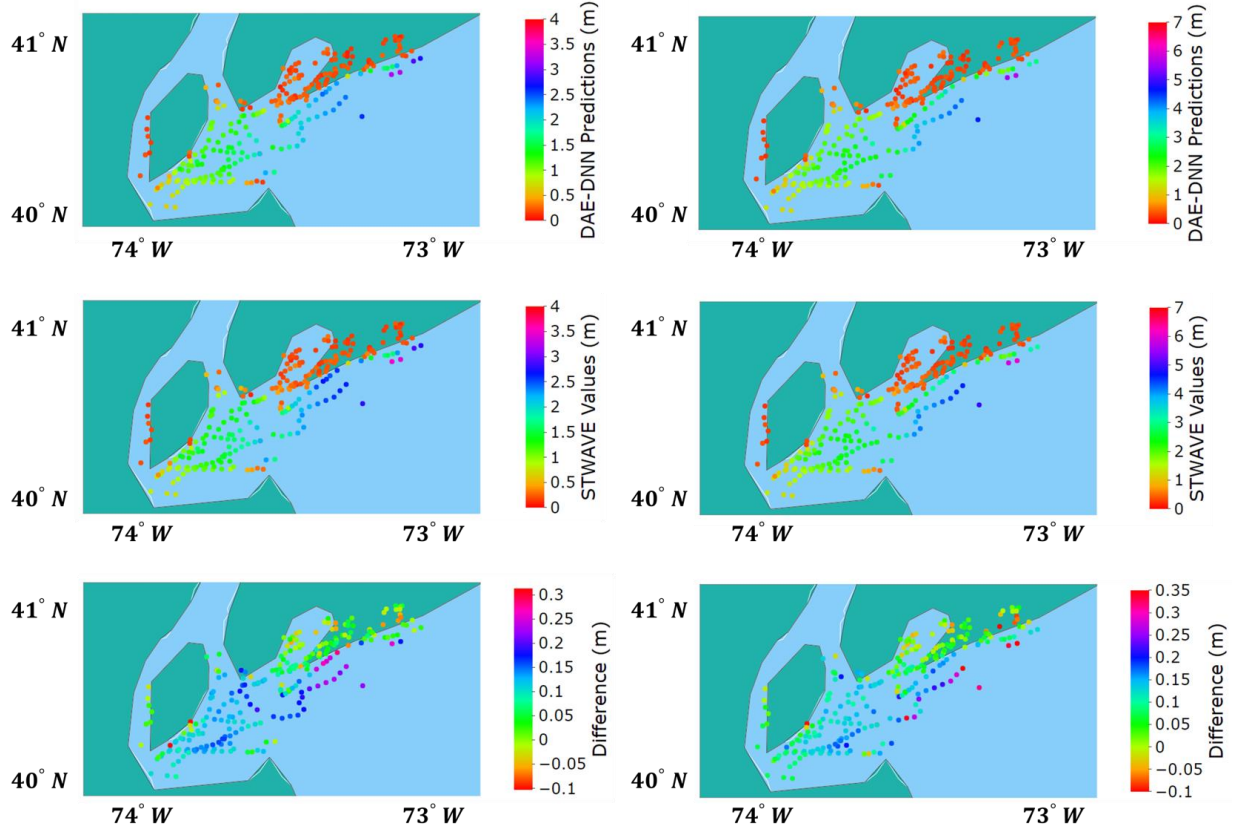 41° N
40° N
74° W
73° W
4
3.5
3
2.5
2
1.5
1
0.5
0
DAE-DNN Predictions (m)
41° N
40° N
74° W
73° W
7
6
5
4
3
2
1
0
DAE-DNN Predictions (m)
41° N
40° N
74° W
73° W
4
3.5
3
2.5
2
1.5
1
0.5
0
STWAVE Values (m)
41° N
40° N
74° W
73° W
7
6
5
4
3
2
1
0
STWAVE Values (m)
41° N
40° N
74° W
73° W
0.3
0.25
0.2
0.15
0.1
0.05
0
−0.05
−0.1
Difference (m)
41° N
40° N
74° W
73° W
0.35
0.3
0.25
0.2
0.15
0.1
0.05
0
−0.05
−0.1
Difference (m)